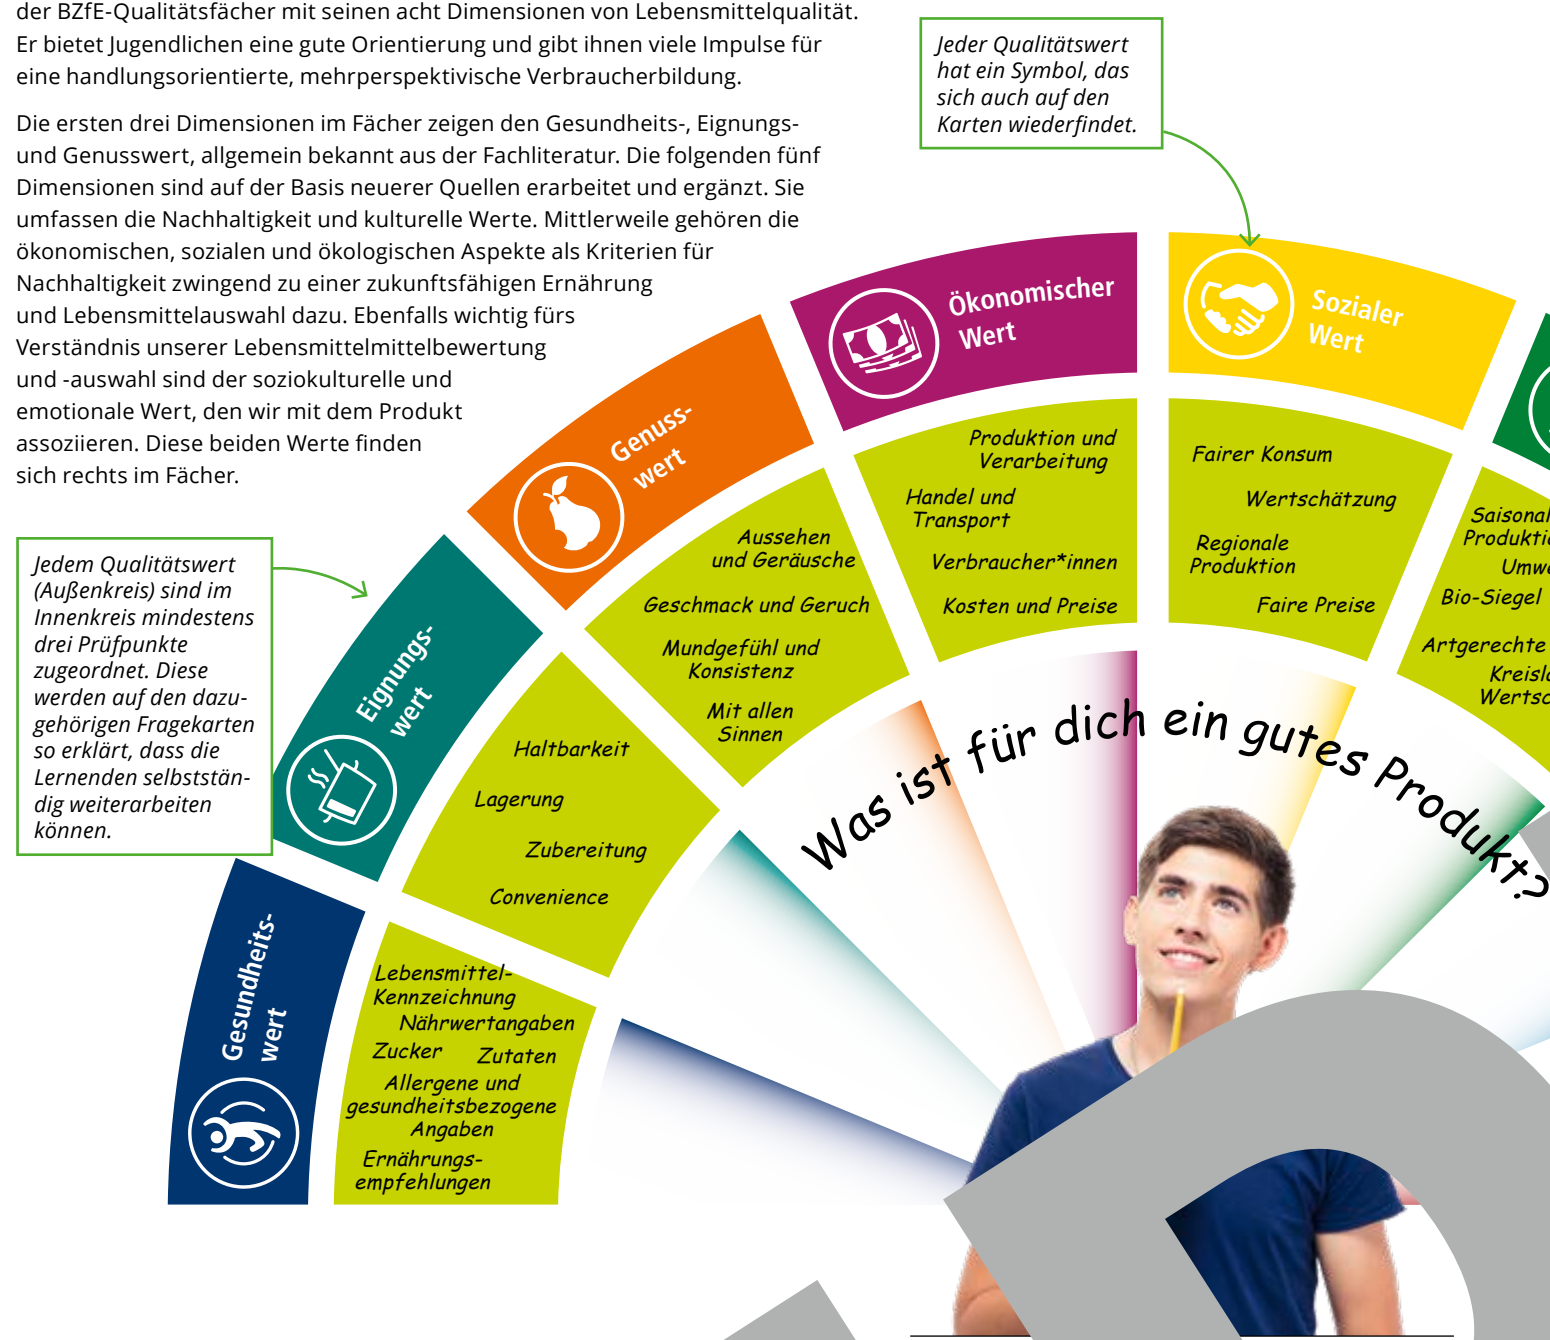 der BZfE-Qualitätsfächer mit seinen acht Dimensionen von Lebensmittelqualität.
Er bietet Jugendlichen eine gute Orientierung und gibt ihnen viele Impulse für
eine handlungsorientierte, mehrperspektivische Verbraucherbildung.
Die ersten drei Dimensionen im Fächer zeigen den Gesundheits-, Eignungs-
und Genusswert, allgemein bekannt aus der Fachliteratur. Die folgenden fünf
Dimensionen sind auf der Basis neuerer Quellen erarbeitet und ergänzt. Sie
umfassen die Nachhaltigkeit und kulturelle Werte. Mittlerweile gehören die
ökonomischen, sozialen und ökologischen Aspekte als Kriterien für
Nachhaltigkeit zwingend zu einer zukunftsfähigen Ernährung
und Lebensmittelauswahl dazu. Ebenfalls wichtig fürs
Verständnis unserer Lebensmittelmittelbewertung
und -auswahl sind der soziokulturelle und
emotionale Wert, den wir mit dem Produkt
assoziieren. Diese beiden Werte finden
sich rechts im Fächer.
Jeder Qualitätswert
hat ein Symbol, das
sich auch auf den
Karten wiederfindet.
Jedem Qualitätswert
(Außenkreis) sind im
Innenkreis mindestens
drei Prüfpunkte
zugeordnet. Diese
werden auf den dazu-
gehörigen Fragekarten
so erklärt, dass die
Lernenden selbststän-
dig weiterarbeiten
können.
Gesundheits-
wert
Lebensmittel-
Kennzeichnung
Nährwertangaben
Zucker Zutaten
Allergene und
gesundheitsbezogene
Angaben
Ernährungs-
empfehlungen
Eignungs-
wert
Haltbarkeit
Lagerung
Zubereitung
Convenience
Genuss-
wert
Aussehen
und Geräusche
Geschmack und Geruch
Mundgefühl und
Konsistenz
Mit allen
Sinnen
Ökonomischer
Wert
Produktion und
Verarbeitung
Handel und
Transport
Verbraucher*innen
Kosten und Preise
Sozialer
Wert
Fairer Konsum
Wertschätzung
Regionale
Produktion
Faire Preise
Bio-Siegel
Artgerechte
Was ist für dich ein gutes Produkt?